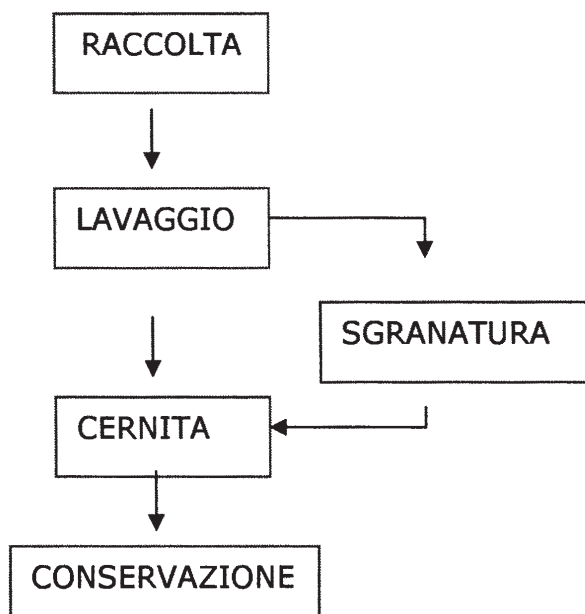 RACCOLTA
LAVAGGIO
SGRANATURA
CERNITA
CONSERVAZIONE